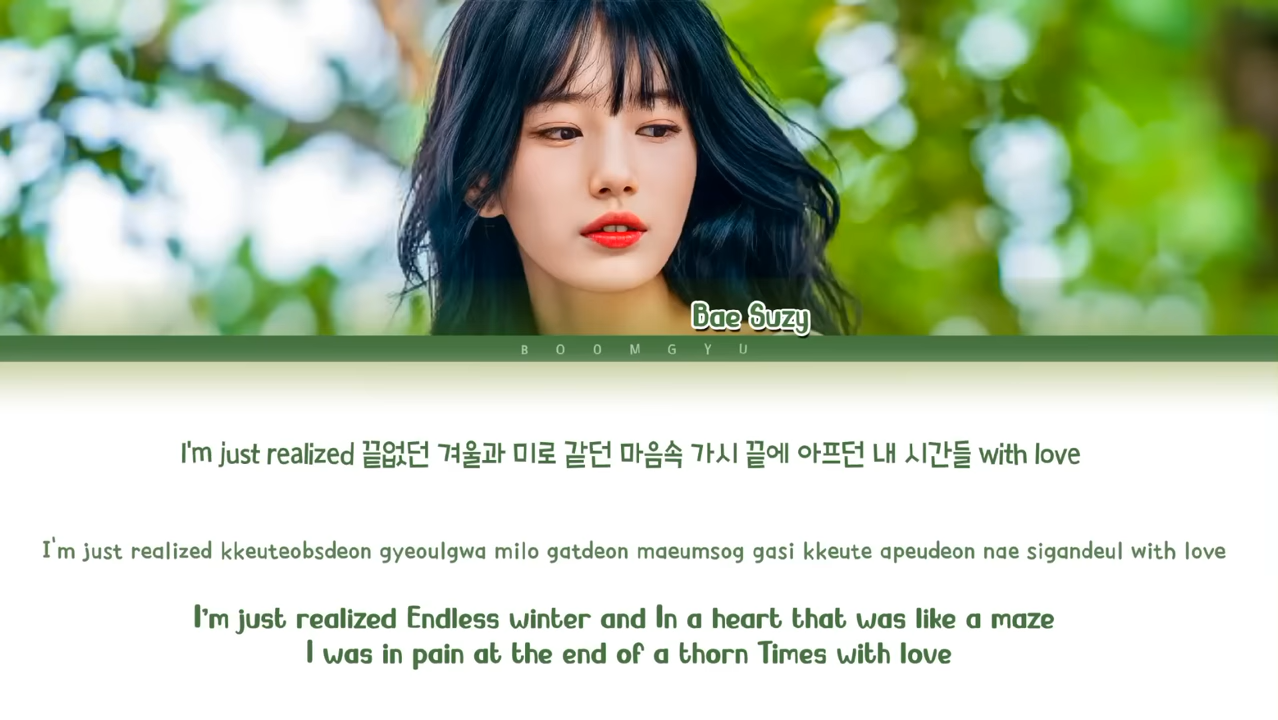 Bae Suzy
BOOMGYU
I'm just realized 끝없던 겨울과 미로 같던 마음속 가시 끝에 아프던 내 시간들 with love
I'm just realized kkeuteobsdeon gyeoulgwa milo gatdeon maeumsog gasi kkeute apeudeon nae sigandeul with love
I'm just realized Endless winter and In a heart that was like a maze
I was in pain at the end of a thorn Times with love